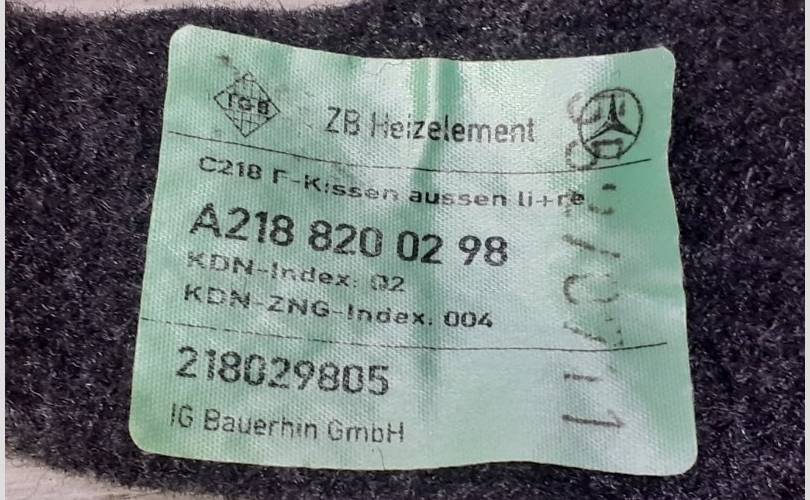 IGB
ZB Heizelement
C218 F-Kissen aussen li+re
A218 820 02 98
KDN-Index: 02
KDN-ZNG-Index. 004
218029805
IG Bauerhin GmbH